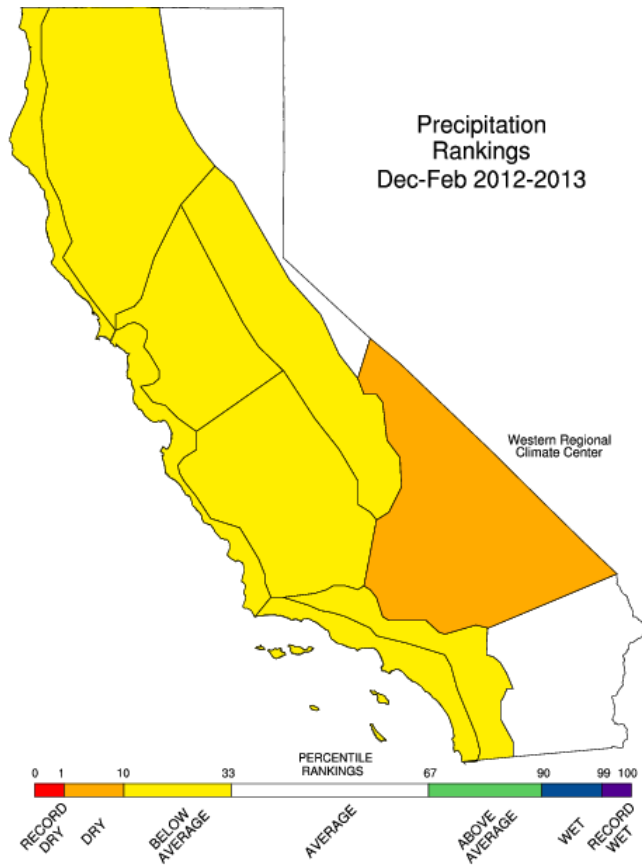 Precipitation
Rankings
Dec-Feb 2012-2013
Western Regional
Climate Center
PERCENTILE
RANKINGS
0 1 10 33 67 90 99 100
RECORD
DRY
DRY
BELOW
AVERAGE
AVERAGE
ABOVE
AVERAGE
WET
RECORD
WET